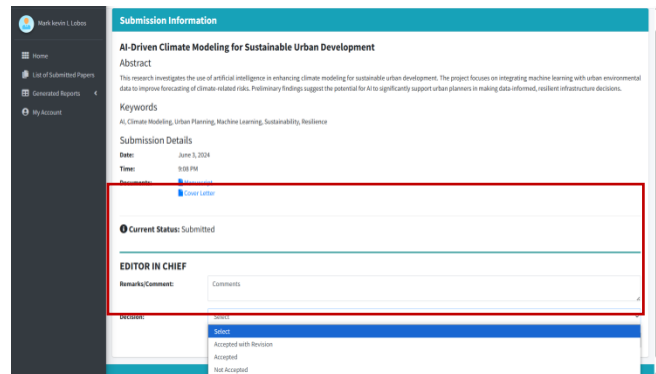 Mark kevin L Lobos
Home
List of Submitted Papers
Generated Reports
My Account
Submission Information
AI-Driven Climate Modeling for Sustainable Urban Development
Abstract
This research investigates the use of artificial intelligence in enhancing climate modeling for sustainable urban development. The project focuses on integrating machine learning with urban environmental
data to improve forecasting of climate-related risks. Preliminary findings suggest the potential for AI to significantly support urban planners in making data-informed, resilient infrastructure decisions.
Keywords
AI, Climate Modeling, Urban Planning, Machine Learning, Sustainability, Resilience
Submission Details
Date: June 3, 2024
Time: 9:08 PM
Documents: Manuscript
Cover Letter
Current Status: Submitted
EDITOR IN CHIEF
Remarks/Comment: Comments
Decision: Select
Select
Accepted with Revision
Accepted
Not Accepted